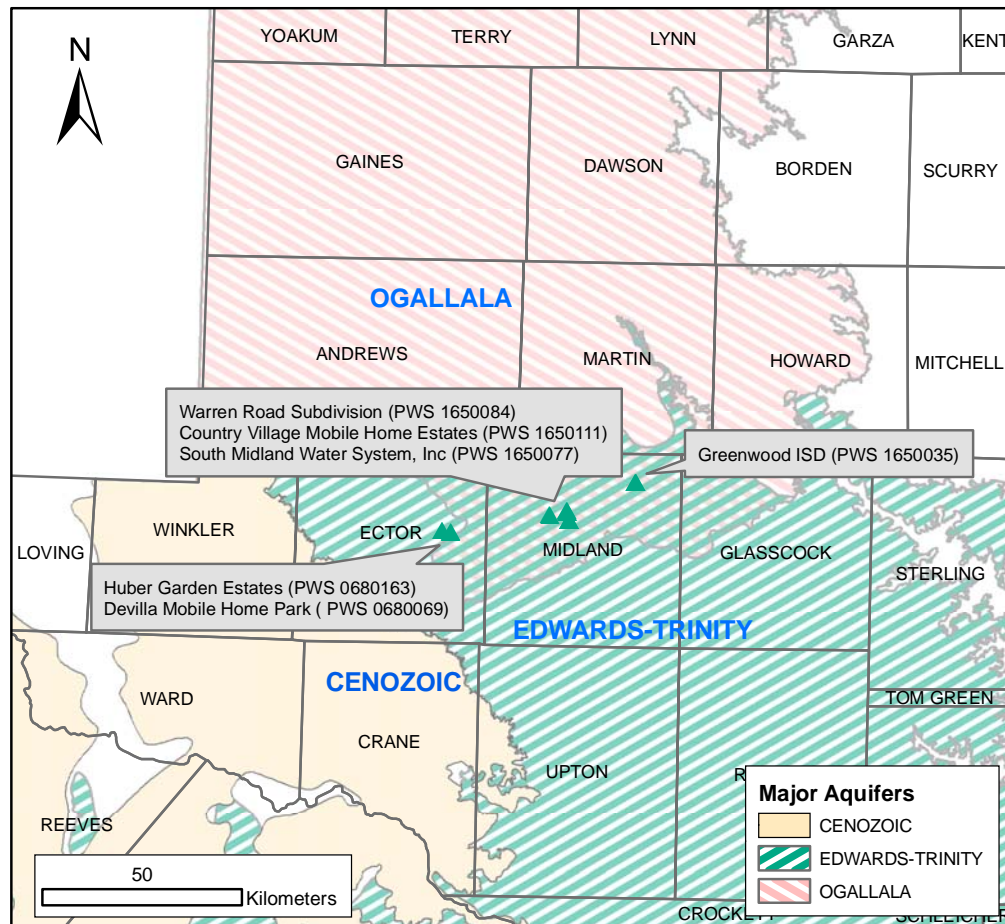 YOAKUM
TERRY
LYNN
GARZA
KENT
N
GAINES
DAWSON
BORDEN
SCURRY
OGALLALA
ANDREWS
MARTIN
HOWARD
MITCHELL
Warren Road Subdivision (PWS 1650084)
Country Village Mobile Home Estates (PWS 1650111)
South Midland Water System, Inc (PWS 1650077)
Greenwood ISD (PWS 1650035)
WINKLER
ECTOR
LOVING
MIDLAND
GLASSCOCK
STERLING
Huber Garden Estates (PWS 0680163)
Devilla Mobile Home Park ( PWS 0680069)
EDWARDS-TRINITY
CENOZOIC
WARD
TOM GREEN
CRANE
UPTON
R
REEVES
Major Aquifers
CENOZOIC
EDWARDS-TRINITY
OGALLALA
50
Kilometers
CROCKETT
SCHLEICHER